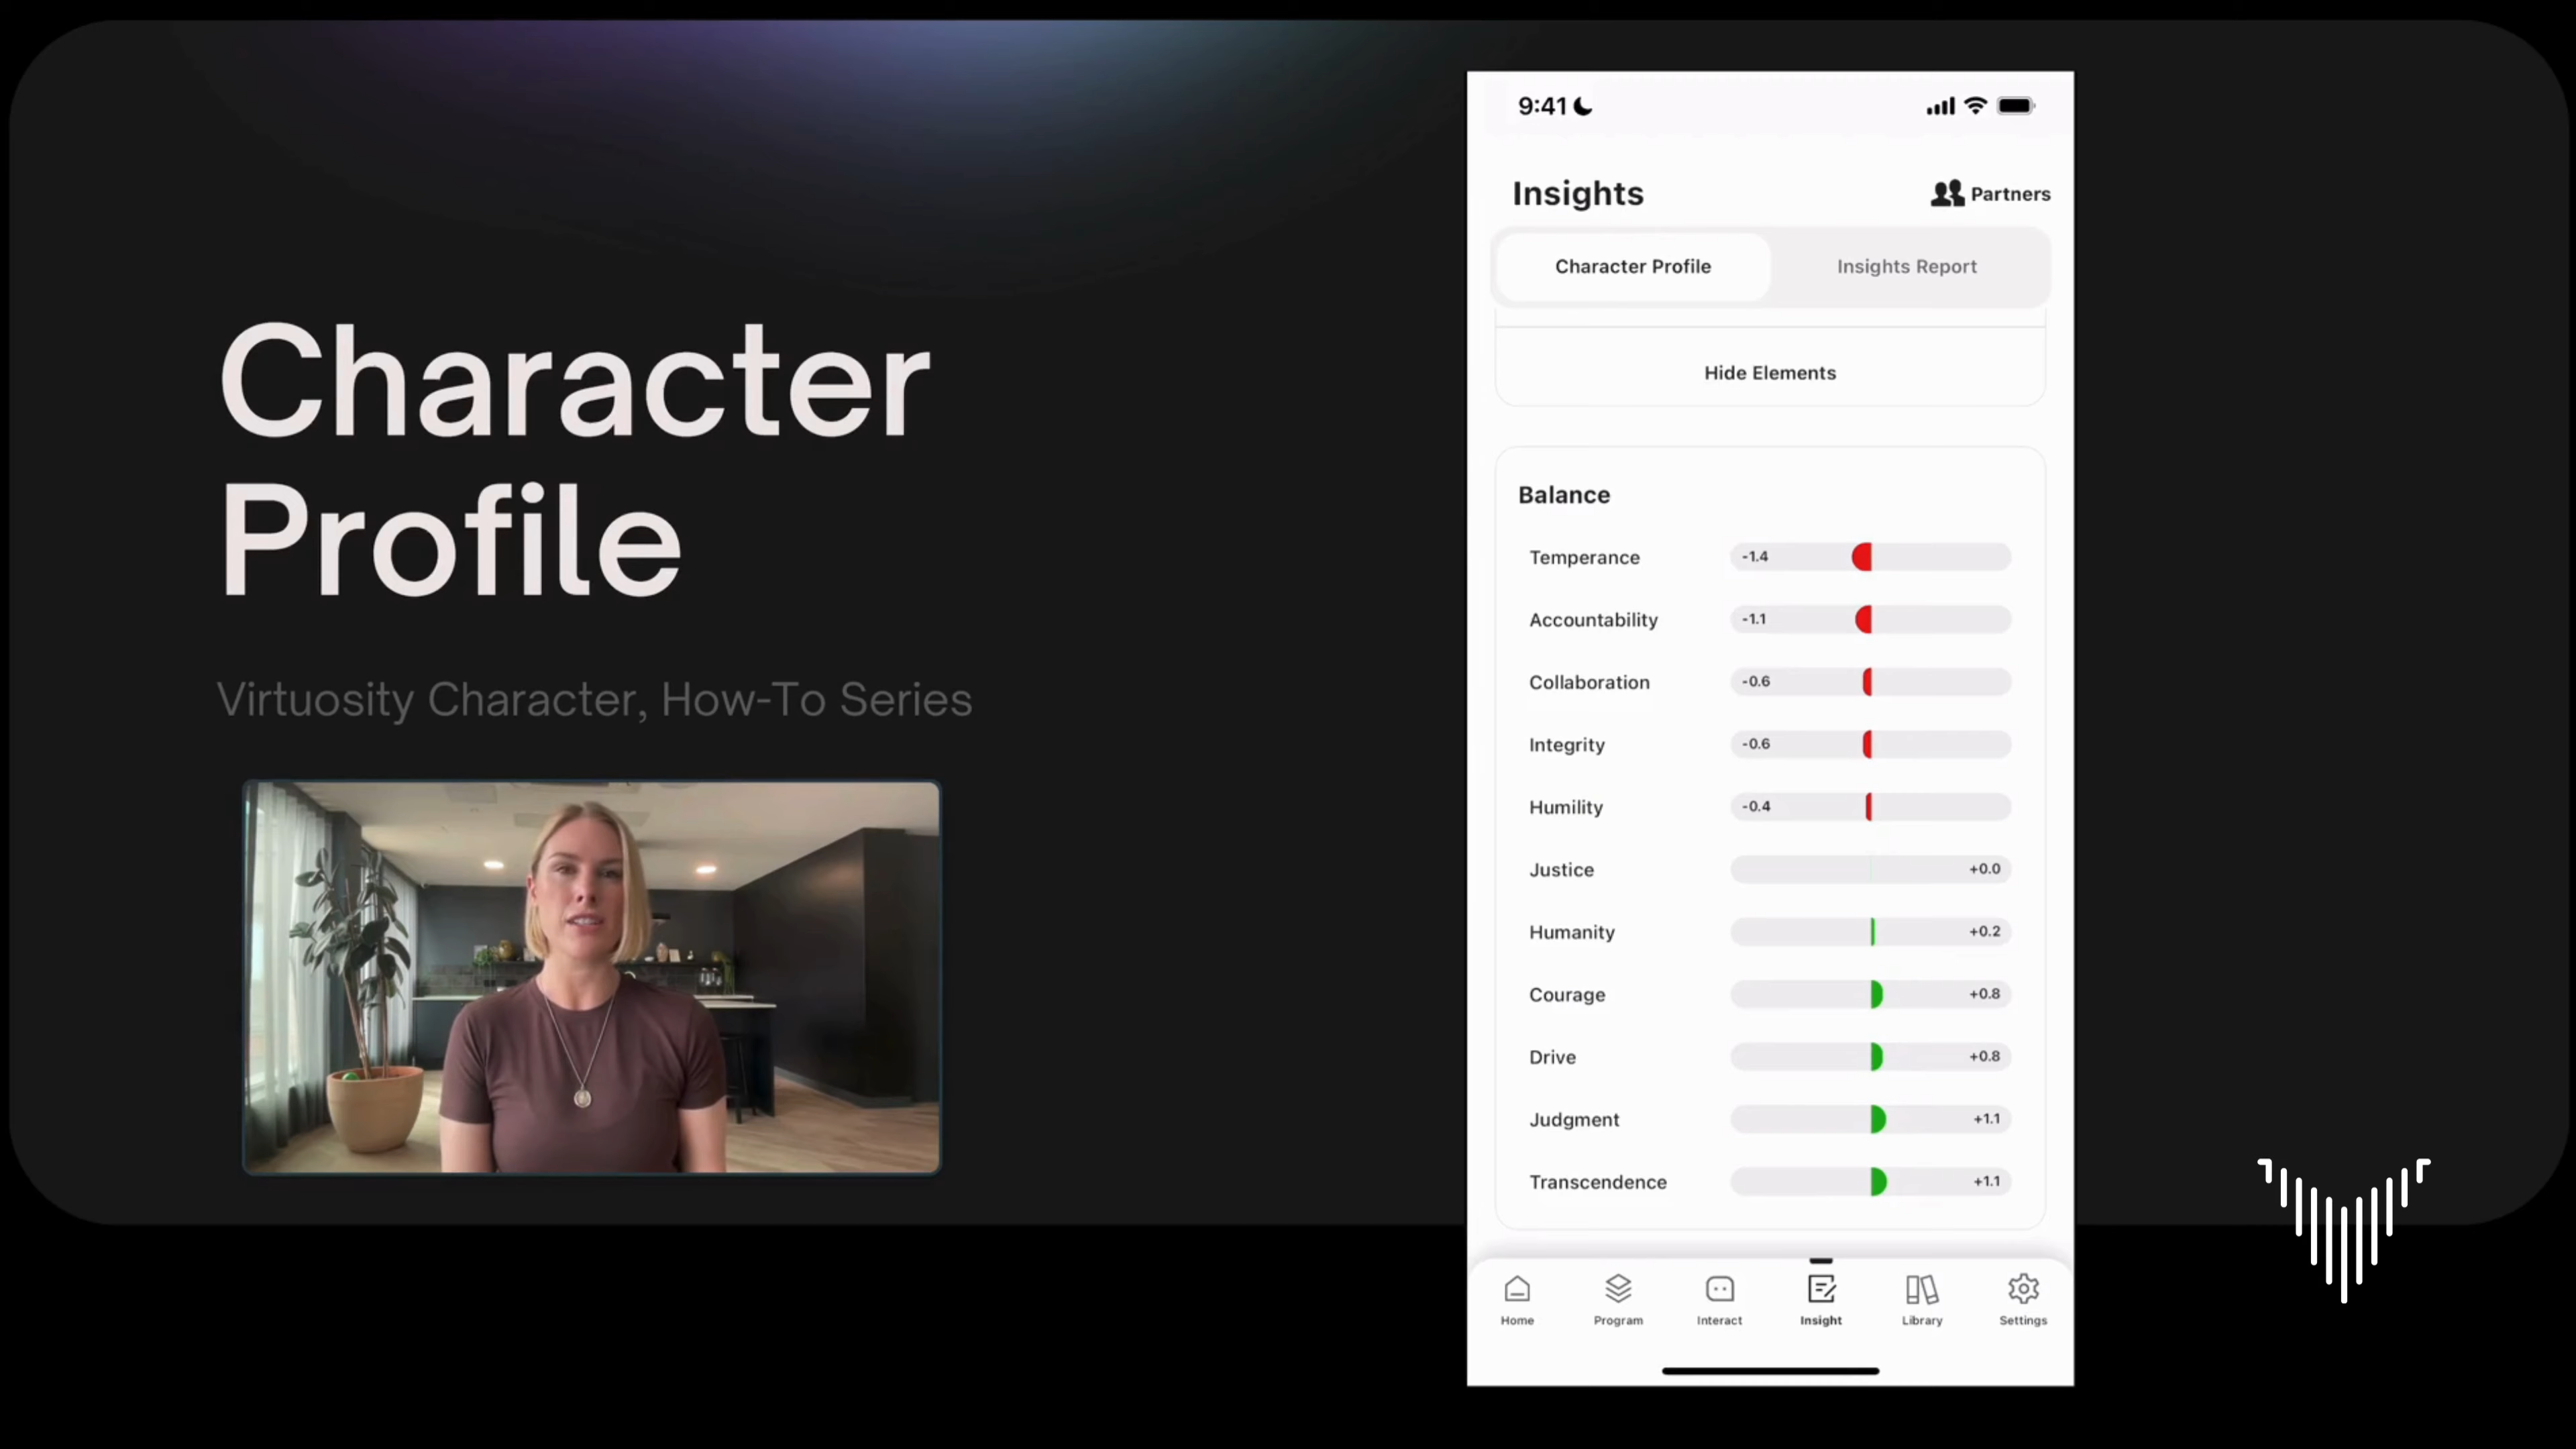 Character
Profile
Virtuosity Character, How-To Series
9:41
Insights
Partners
Character Profile
Insights Report
Hide Elements
Balance
Temperance -1.4
Accountability -1.1
Collaboration -0.6
Integrity -0.6
Humility -0.4
Justice +0.0
Humanity +0.2
Courage +0.8
Drive +0.8
Judgment +1.1
Transcendence +1.1
Home
Program
Interact
Insight
Library
Settings